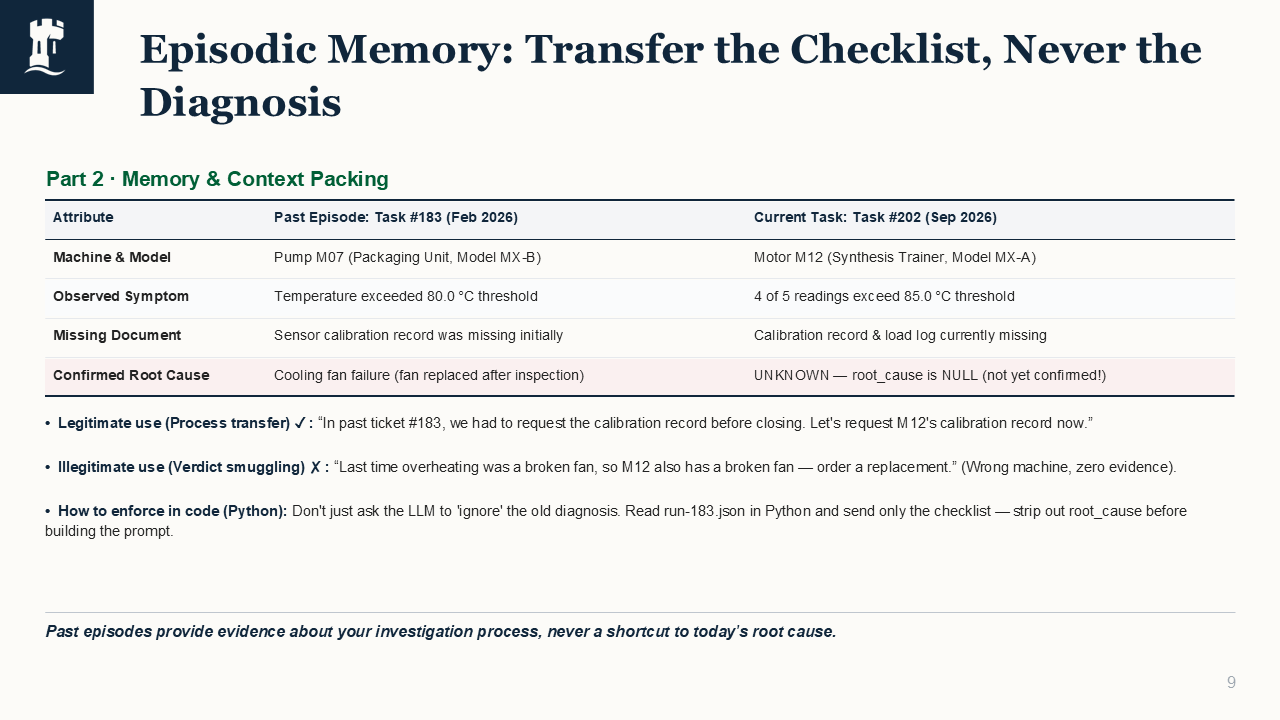 Episodic Memory: Transfer the Checklist, Never the
Diagnosis
Part 2 · Memory & Context Packing
Attribute Past Episode: Task #183 (Feb 2026) Current Task: Task #202 (Sep 2026)
Machine & Model Pump M07 (Packaging Unit, Model MX-B) Motor M12 (Synthesis Trainer, Model MX-A)
Observed Symptom Temperature exceeded 80.0 °C threshold 4 of 5 readings exceed 85.0 °C threshold
Missing Document Sensor calibration record was missing initially Calibration record & load log currently missing
Confirmed Root Cause Cooling fan failure (fan replaced after inspection) UNKNOWN — root_cause is NULL (not yet confirmed!)
• Legitimate use (Process transfer) ✓ : “In past ticket #183, we had to request the calibration record before closing. Let's request M12's calibration record now.”
• Illegitimate use (Verdict smuggling) ✗ : “Last time overheating was a broken fan, so M12 also has a broken fan — order a replacement.” (Wrong machine, zero evidence).
• How to enforce in code (Python): Don't just ask the LLM to 'ignore' the old diagnosis. Read run-183.json in Python and send only the checklist — strip out root_cause before
building the prompt.
Past episodes provide evidence about your investigation process, never a shortcut to today's root cause.
9